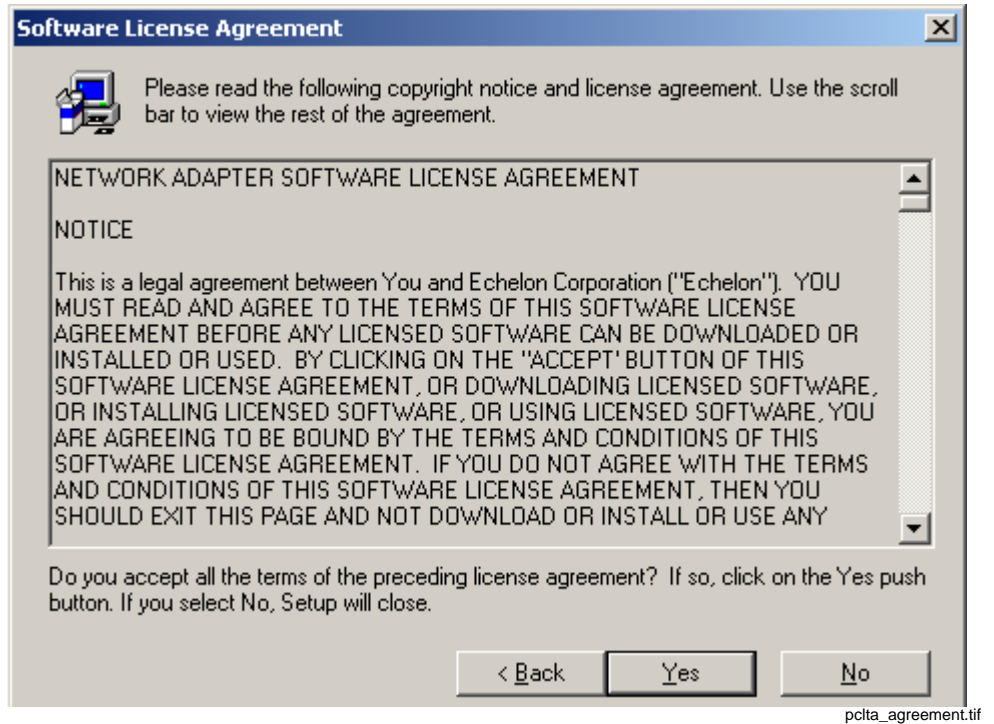 Software License Agreement
Please read the following copyright notice and license agreement. Use the scroll
bar to view the rest of the agreement.
NETWORK ADAPTER SOFTWARE LICENSE AGREEMENT
NOTICE
This is a legal agreement between You and Echelon Corporation ("Echelon").  YOU
MUST READ AND AGREE TO THE TERMS OF THIS SOFTWARE LICENSE
AGREEMENT BEFORE ANY LICENSED SOFTWARE CAN BE DOWNLOADED OR
INSTALLED OR USED.  BY CLICKING ON THE "ACCEPT' BUTTON OF THIS
SOFTWARE LICENSE AGREEMENT, OR DOWNLOADING LICENSED SOFTWARE,
OR INSTALLING LICENSED SOFTWARE, OR USING LICENSED SOFTWARE, YOU
ARE AGREEING TO BE BOUND BY THE TERMS AND CONDITIONS OF THIS
SOFTWARE LICENSE AGREEMENT.  IF YOU DO NOT AGREE WITH THE TERMS
AND CONDITIONS OF THIS SOFTWARE LICENSE AGREEMENT, THEN YOU
SHOULD EXIT THIS PAGE AND NOT DOWNLOAD OR INSTALL OR USE ANY
Do you accept all the terms of the preceding license agreement?  If so, click on the Yes push
button. If you select No, Setup will close.
< Back Yes No
pclta_agreement.tif